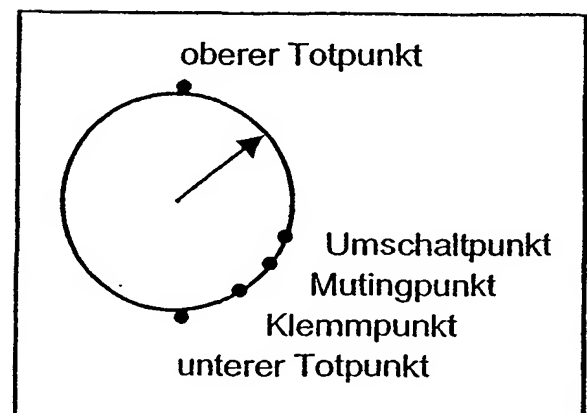 oberer Totpunkt
Umschaltpunkt
Mutingpunkt
Klemmpunkt
unterer Totpunkt